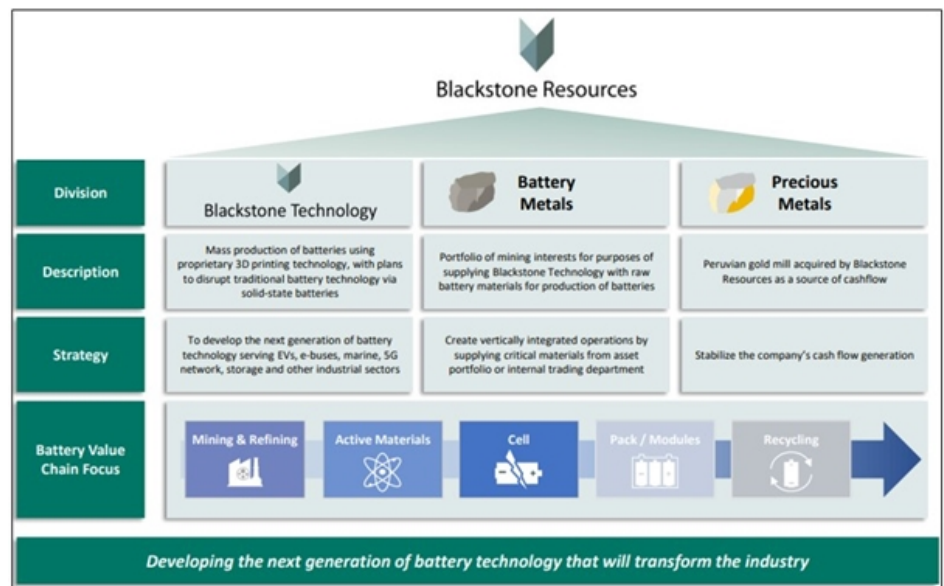 Blackstone Resources
Division
Blackstone Technology
Battery
Metals
Precious
Metals
Description
Mass production of batteries using
proprietary 3D printing technology, with plans
to disrupt traditional battery technology via
solid-state batteries
Portfolio of mining interests for purposes of
supplying Blackstone Technology with raw
battery materials for production of batteries
Peruvian gold mill acquired by Blackstone
Resources as a source of cashflow
Strategy
To develop the next generation of battery
technology serving EVs, e-buses, marine, 5G
network, storage and other industrial sectors
Create vertically integrated operations by
supplying critical materials from asset
portfolio or internal trading department
Stabilize the company's cash flow generation
Battery Value
Chain Focus
Mining & Refining
Active Materials
Cell
Pack / Modules
Recycling
Developing the next generation of battery technology that will transform the industry